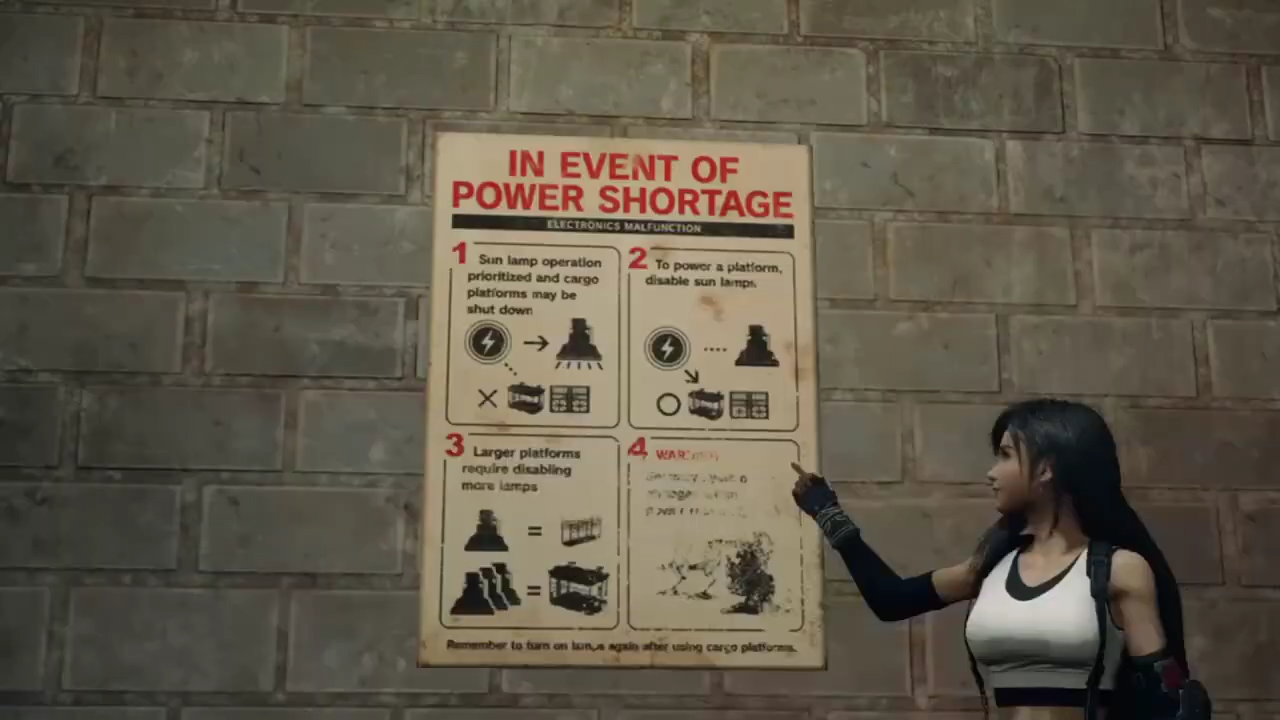 IN EVENT OF
POWER SHORTAGE
ELECTRONICS MALFUNCTION
1 Sun lamp operation
prioritized and cargo
platforms may be
shut down
2 To power a platform,
disable sun lamps.
3 Larger platforms
require disabling
more lamps
4 WARNING
Remember to turn on lamps again after using cargo platforms.